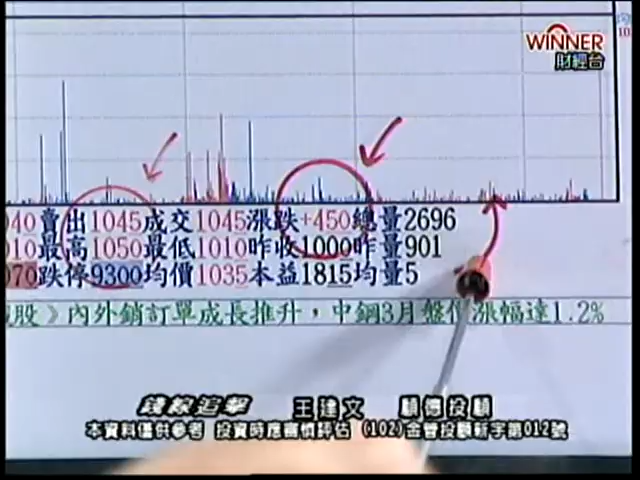 WINNER
財經台
040賣出1045成交1045漲跌+450總量2696
010最高1050最低1010昨收1000昨量901
070跌停9300均價1035本益1815均量5
股》內外銷訂單成長推升，中鋼3月盤價漲幅達1.2%
錢線追擊 王建文 顧德投顧
本資料僅供參考 投資時應審慎評估 (102)金管投顧新字第012號